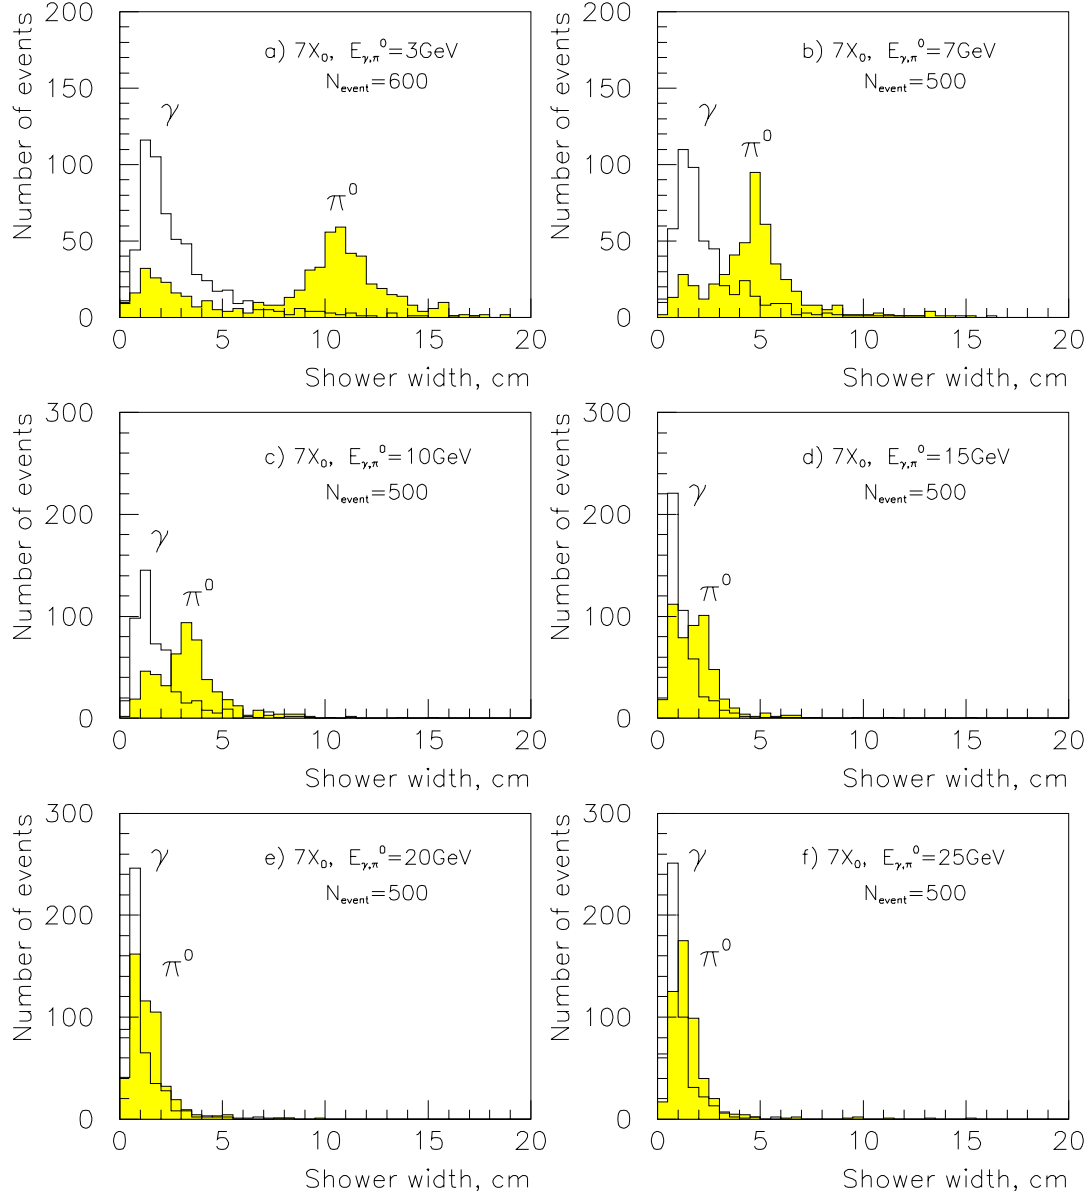 Number of events
200
150
100
50
0
a) 7X₀, E_γ,π⁰=3GeV
N_event=600
γ
π⁰
0 5 10 15 20
Shower width, cm
Number of events
200
150
100
50
0
b) 7X₀, E_γ,π⁰=7GeV
N_event=500
γ
π⁰
0 5 10 15 20
Shower width, cm
Number of events
300
200
100
0
c) 7X₀, E_γ,π⁰=10GeV
N_event=500
γ
π⁰
0 5 10 15 20
Shower width, cm
Number of events
300
200
100
0
d) 7X₀, E_γ,π⁰=15GeV
N_event=500
γ
π⁰
0 5 10 15 20
Shower width, cm
Number of events
300
200
100
0
e) 7X₀, E_γ,π⁰=20GeV
N_event=500
γ
π⁰
0 5 10 15 20
Shower width, cm
Number of events
300
200
100
0
f) 7X₀, E_γ,π⁰=25GeV
N_event=500
γ
π⁰
0 5 10 15 20
Shower width, cm